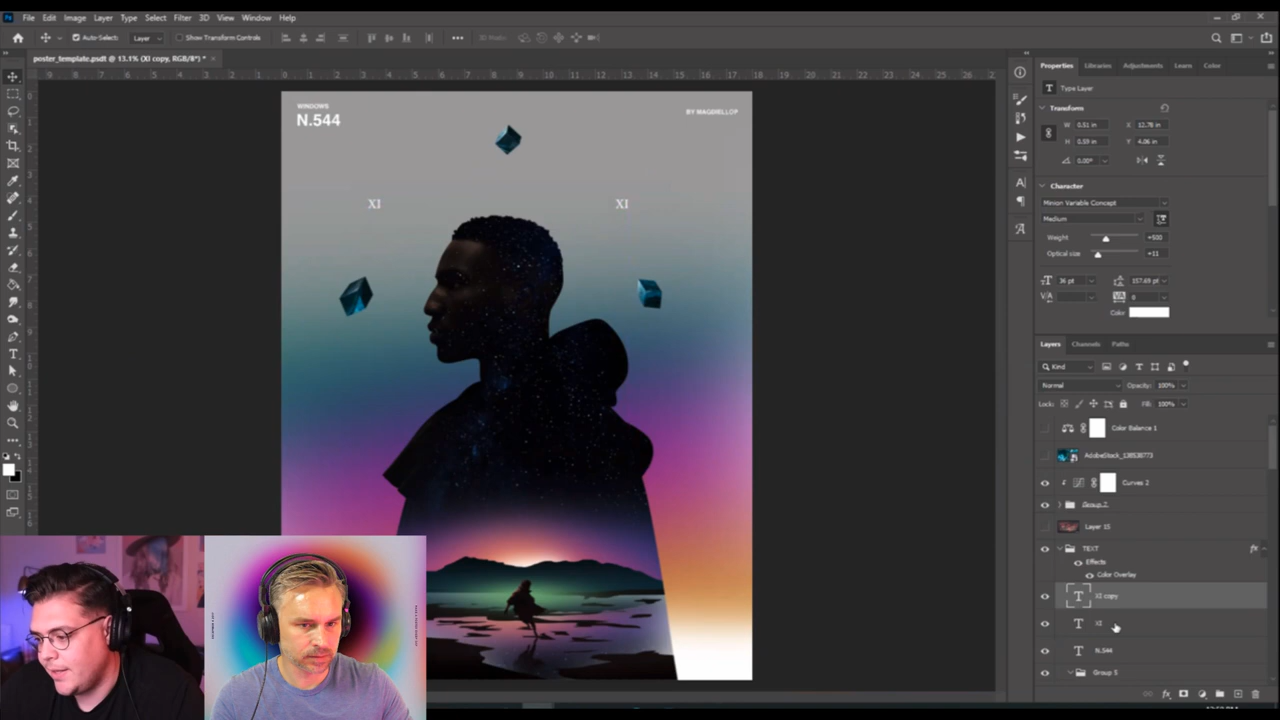 File Edit Image Layer Type Select Filter 3D View Window Help
Auto-Select: Layer Show Transform Controls
poster_template.psdt @ 13.1% (XI copy, RGB/8*) *
WINDOWS
N.544
BY MAGDIELLOP
XI XI
Properties Libraries Adjustments Learn Color
Type Layer
Transform
W 0.51 in X 12.78 in
H 0.59 in Y 4.06 in
0.00°
Character
Minion Variable Concept
Medium
Weight +500
Optical size +11
36 pt 157.69 pt
0
Color
Layers Channels Paths
Kind
Normal Opacity: 100%
Lock: Fill: 100%
Color Balance 1
Curves 2
Group 7
Layer 15
TEXT fx
Effects
Color Overlay
XI copy
XI
N.544
Group 5